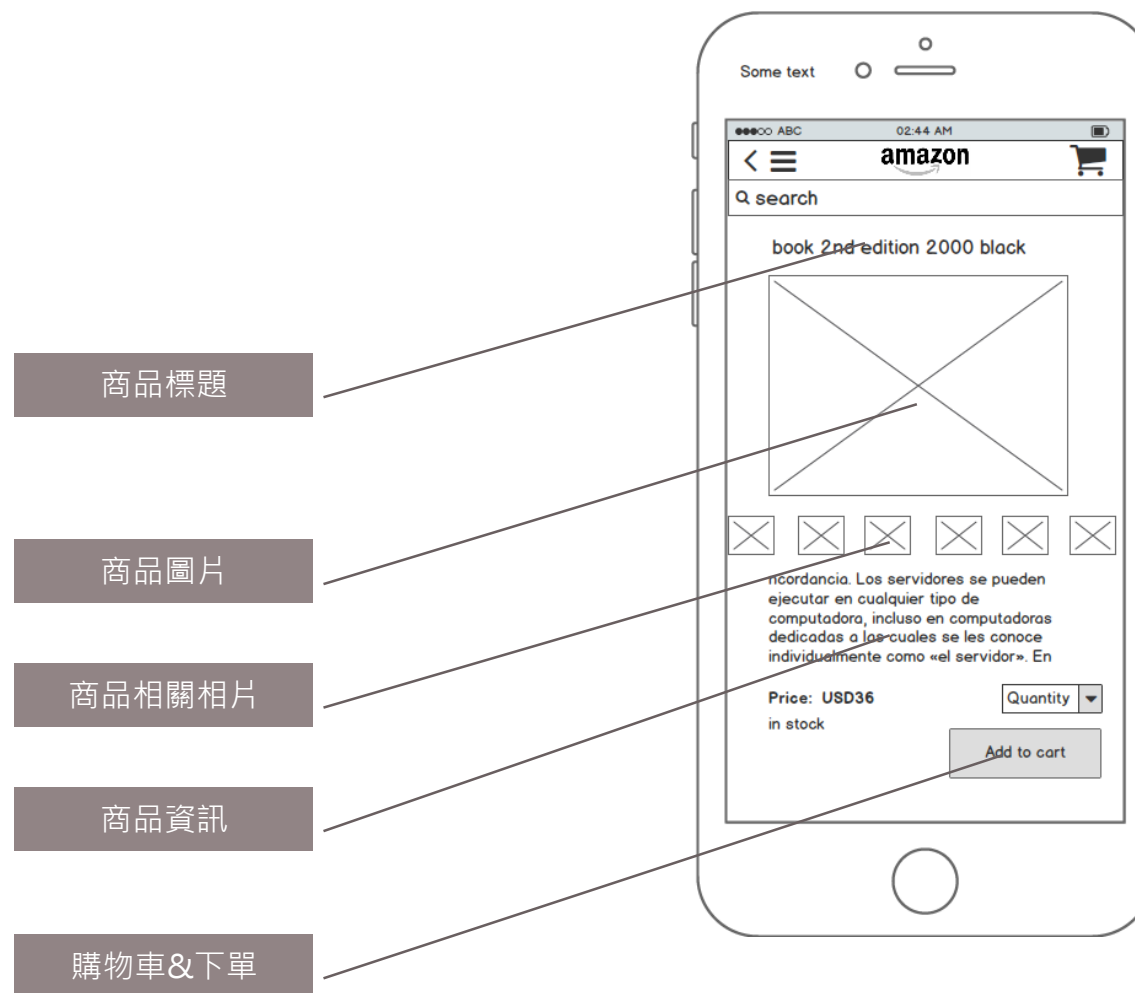 Some text
ABC 02:44 AM
amazon
search
book 2nd edition 2000 black
商品標題
商品圖片
商品相關相片
商品資訊
購物車&下單
ncordancia. Los servidores se pueden
ejecutar en cualquier tipo de
computadora, incluso en computadoras
dedicadas a las cuales se les conoce
individualmente como «el servidor». En
Price: USD36
Quantity
in stock
Add to cart